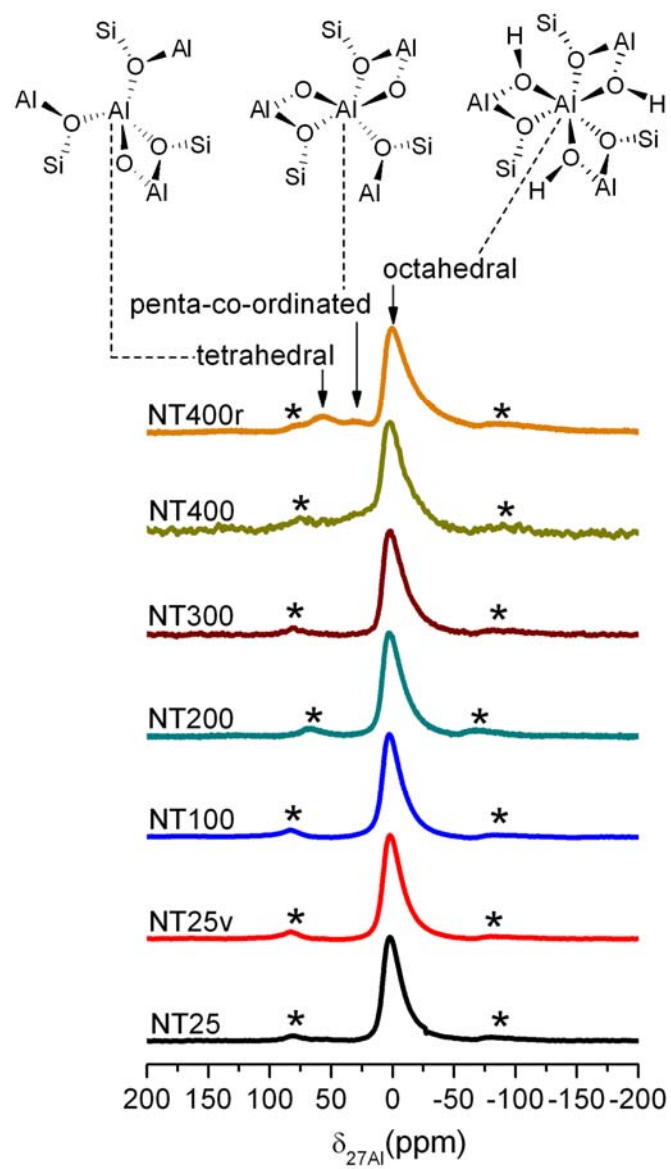 Si
Al
O
Al
Al
O
Si
O
Si
O
Al
Si
Al
O
O
Al
Al
O
O
O
Si
Si
Al
H
Si
Al
O
O
O
H
Al
Al
O
O
Si
Si
O
H
Al
octahedral
penta-co-ordinated
tetrahedral
* *
NT400r
* *
NT400
* *
NT300
* *
NT200
* *
NT100
* *
NT25v
* *
NT25
200 150 100 50 0 -50 -100 -150 -200
δ27Al(ppm)